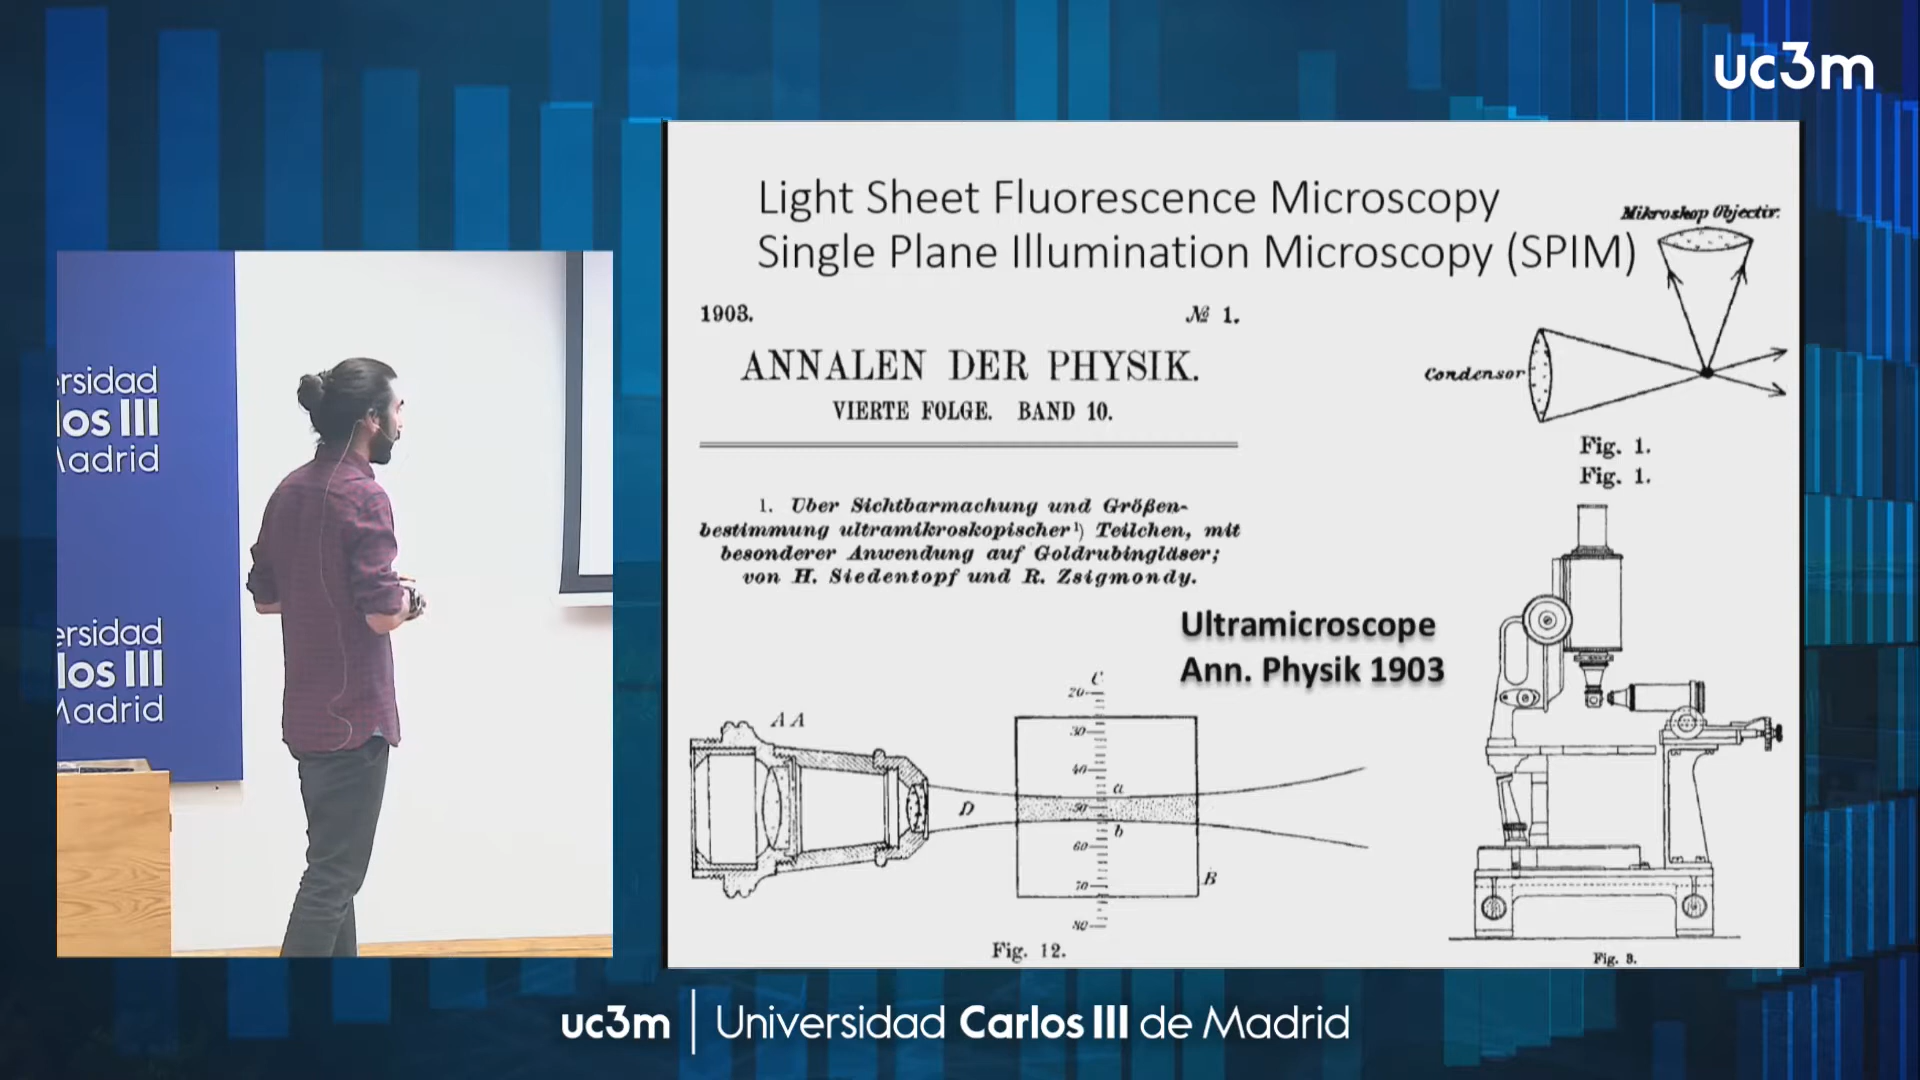 uc3m
Light Sheet Fluorescence Microscopy
Single Plane Illumination Microscopy (SPIM)
Mikroskop Objectiv.
1903.
№ 1.
ANNALEN DER PHYSIK.
VIERTE FOLGE. BAND 10.
Condensor
Fig. 1.
Fig. 1.
1. Über Sichtbarmachung und Größen-
bestimmung ultramikroskopischer¹) Teilchen, mit
besonderer Anwendung auf Goldrubingläser;
von H. Siedentopf und R. Zsigmondy.
Ultramicroscope
Ann. Physik 1903
A A
C
20
30
40
a
50
D
b
60
70
B
80
Fig. 12.
Fig. 3.
ersidad
los III
Madrid
ersidad
rlos III
Madrid
uc3m | Universidad Carlos III de Madrid